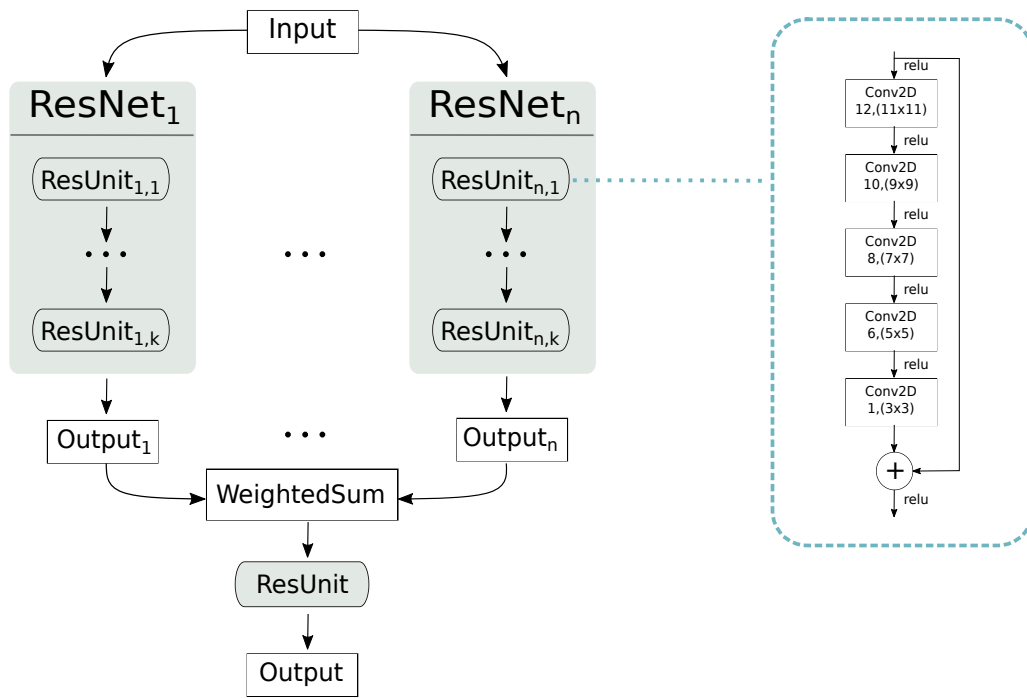 Input
ResNet1
ResUnit1,1
...
ResUnit1,k
Output1
...
...
ResNetn
ResUnitn,1
...
ResUnitn,k
Outputn
WeightedSum
ResUnit
Output
relu
Conv2D
12,(11x11)
relu
Conv2D
10,(9x9)
relu
Conv2D
8,(7x7)
relu
Conv2D
6,(5x5)
relu
Conv2D
1,(3x3)
+
relu